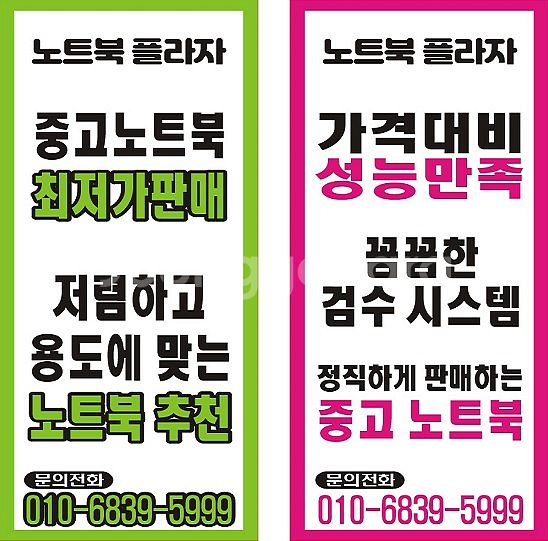 노트북 플라자
중고노트북
최저가판매
저렴하고
용도에 맞는
노트북 추천
문의전화
010-6839-5999
노트북 플라자
가격대비
성능만족
꼼꼼한
검수 시스템
정직하게 판매하는
중고 노트북
문의전화
010-6839-5999